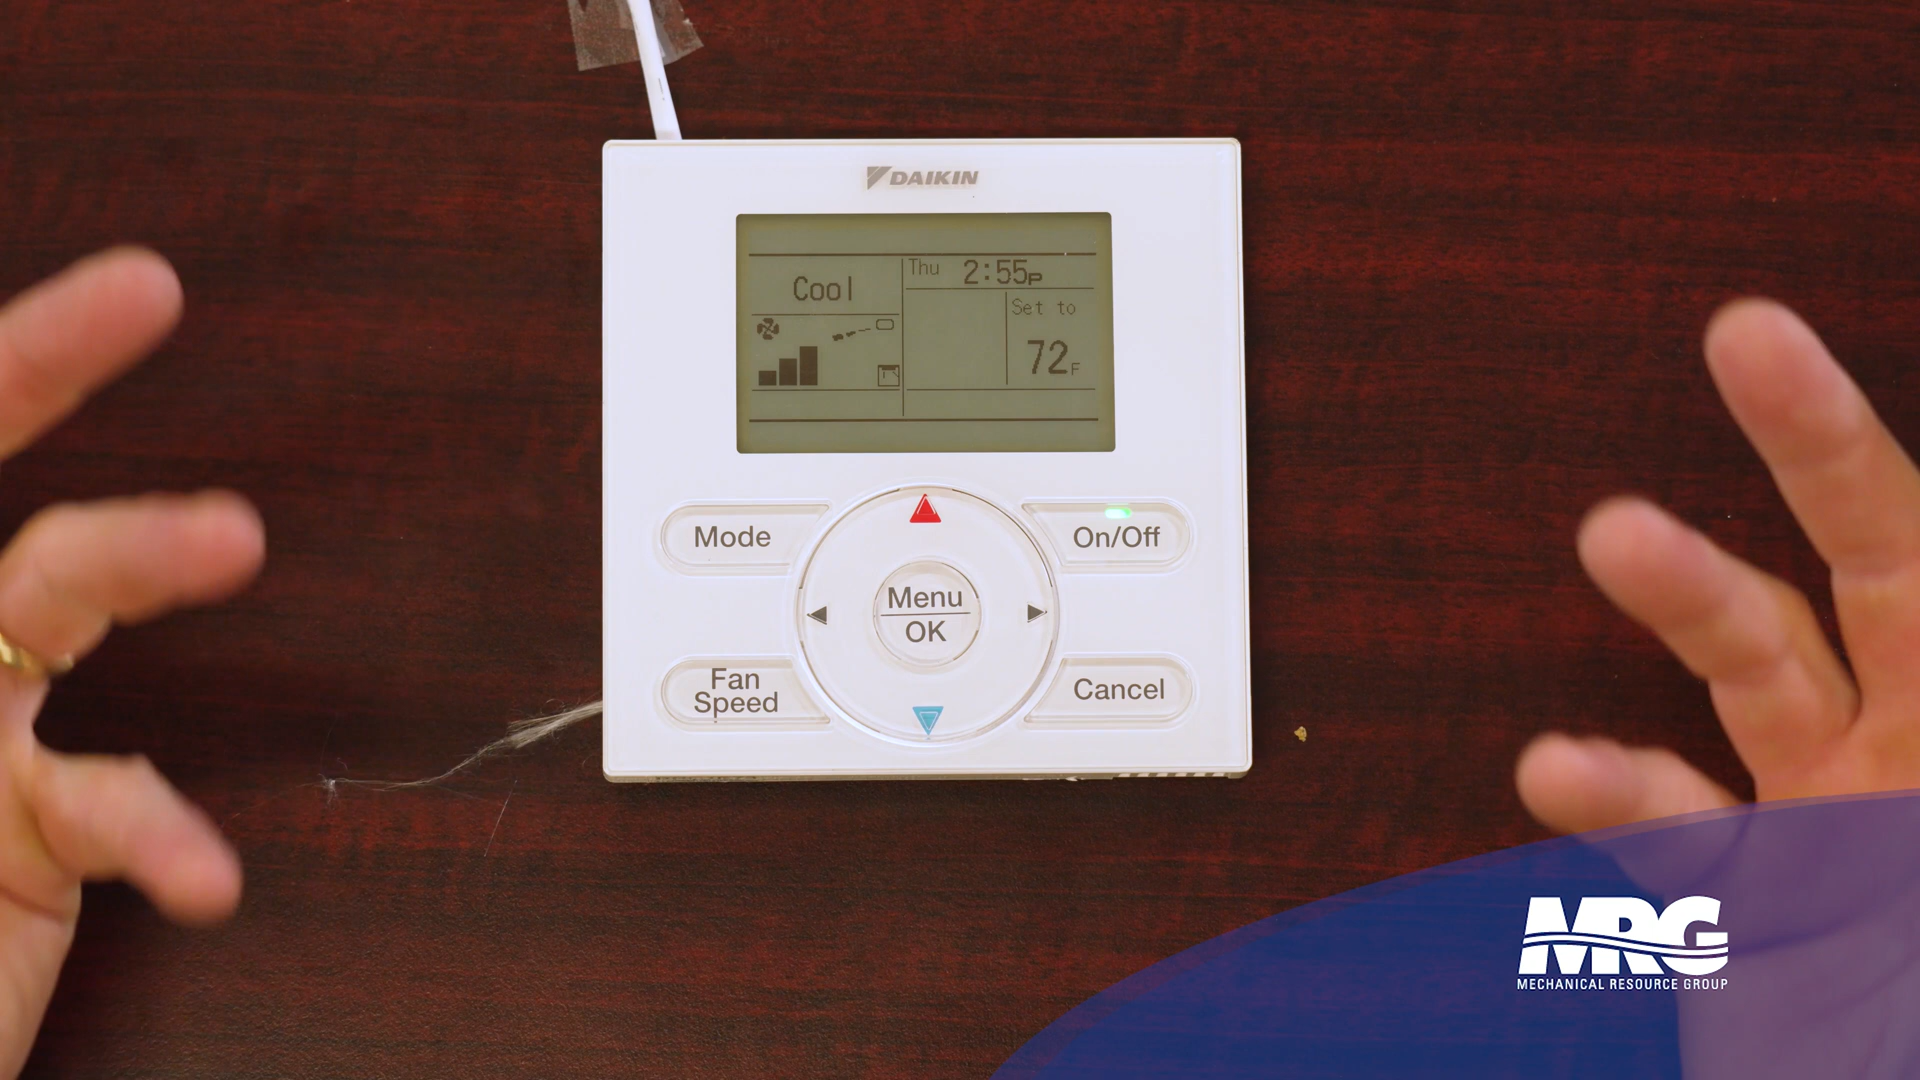 DAIKIN
Cool
Thu 2:55P
Set to
72F
Mode
On/Off
Menu
OK
Fan
Speed
Cancel
MRG
MECHANICAL RESOURCE GROUP